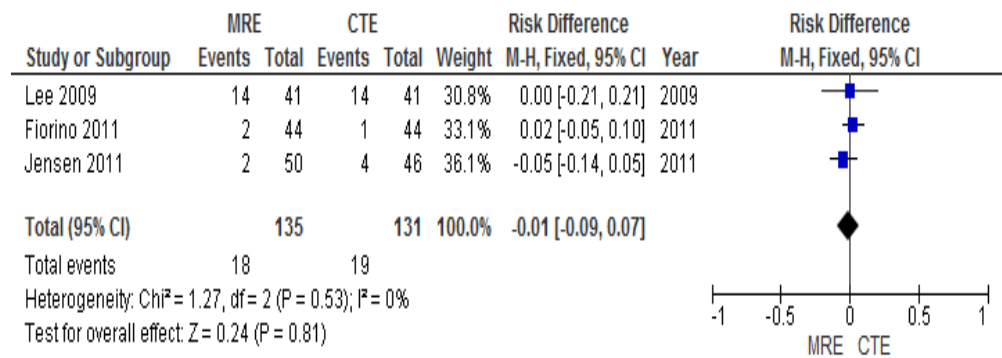 MRE CTE Risk Difference Risk Difference
Study or Subgroup Events Total Events Total Weight M-H, Fixed, 95% CI Year M-H, Fixed, 95% CI
Lee 2009 14 41 14 41 30.8% 0.00 [-0.21, 0.21] 2009
Fiorino 2011 2 44 1 44 33.1% 0.02 [-0.05, 0.10] 2011
Jensen 2011 2 50 4 46 36.1% -0.05 [-0.14, 0.05] 2011
Total (95% CI) 135 131 100.0% -0.01 [-0.09, 0.07]
Total events 18 19
Heterogeneity: Chi² = 1.27, df = 2 (P = 0.53); I² = 0%
Test for overall effect: Z = 0.24 (P = 0.81)
-1 -0.5 0 0.5 1
MRE CTE